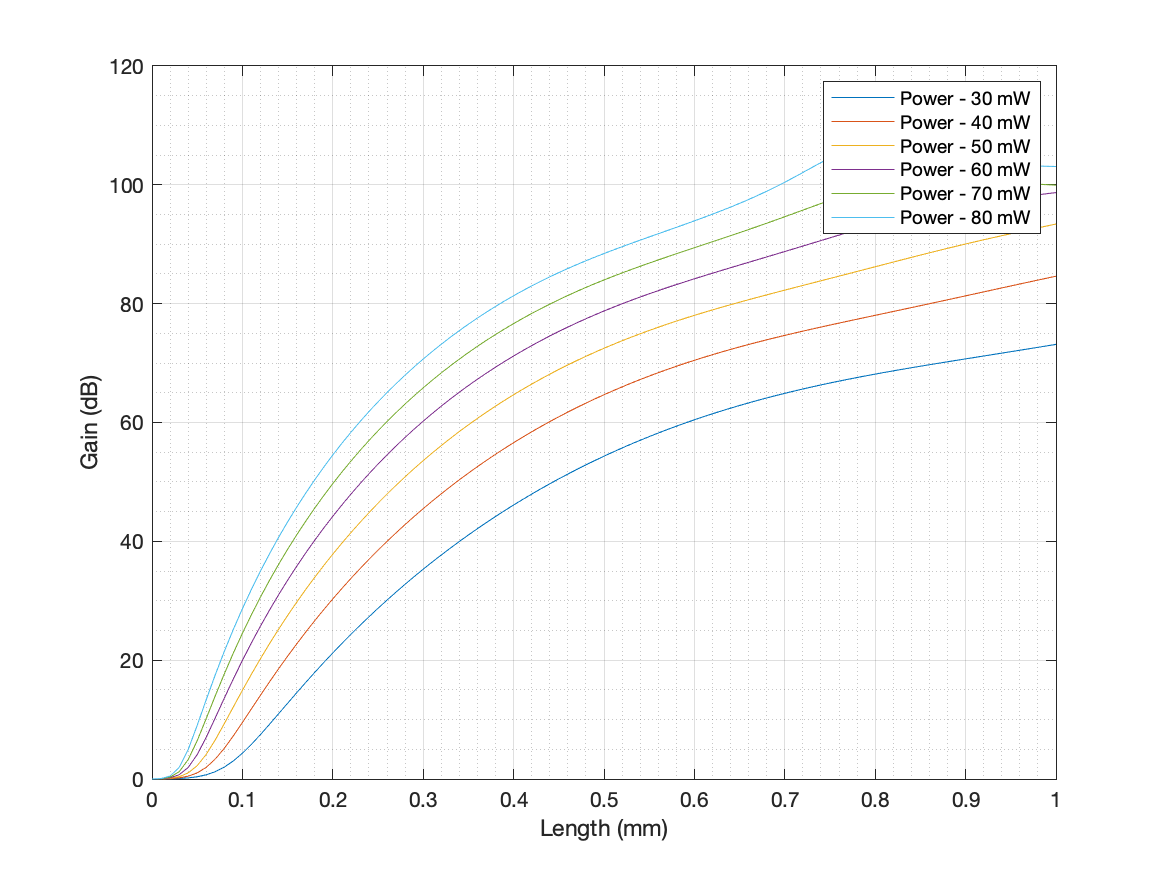 120
100
80
60
40
20
0
Gain (dB)
Power - 30 mW
Power - 40 mW
Power - 50 mW
Power - 60 mW
Power - 70 mW
Power - 80 mW
0 0.1 0.2 0.3 0.4 0.5 0.6 0.7 0.8 0.9 1
Length (mm)